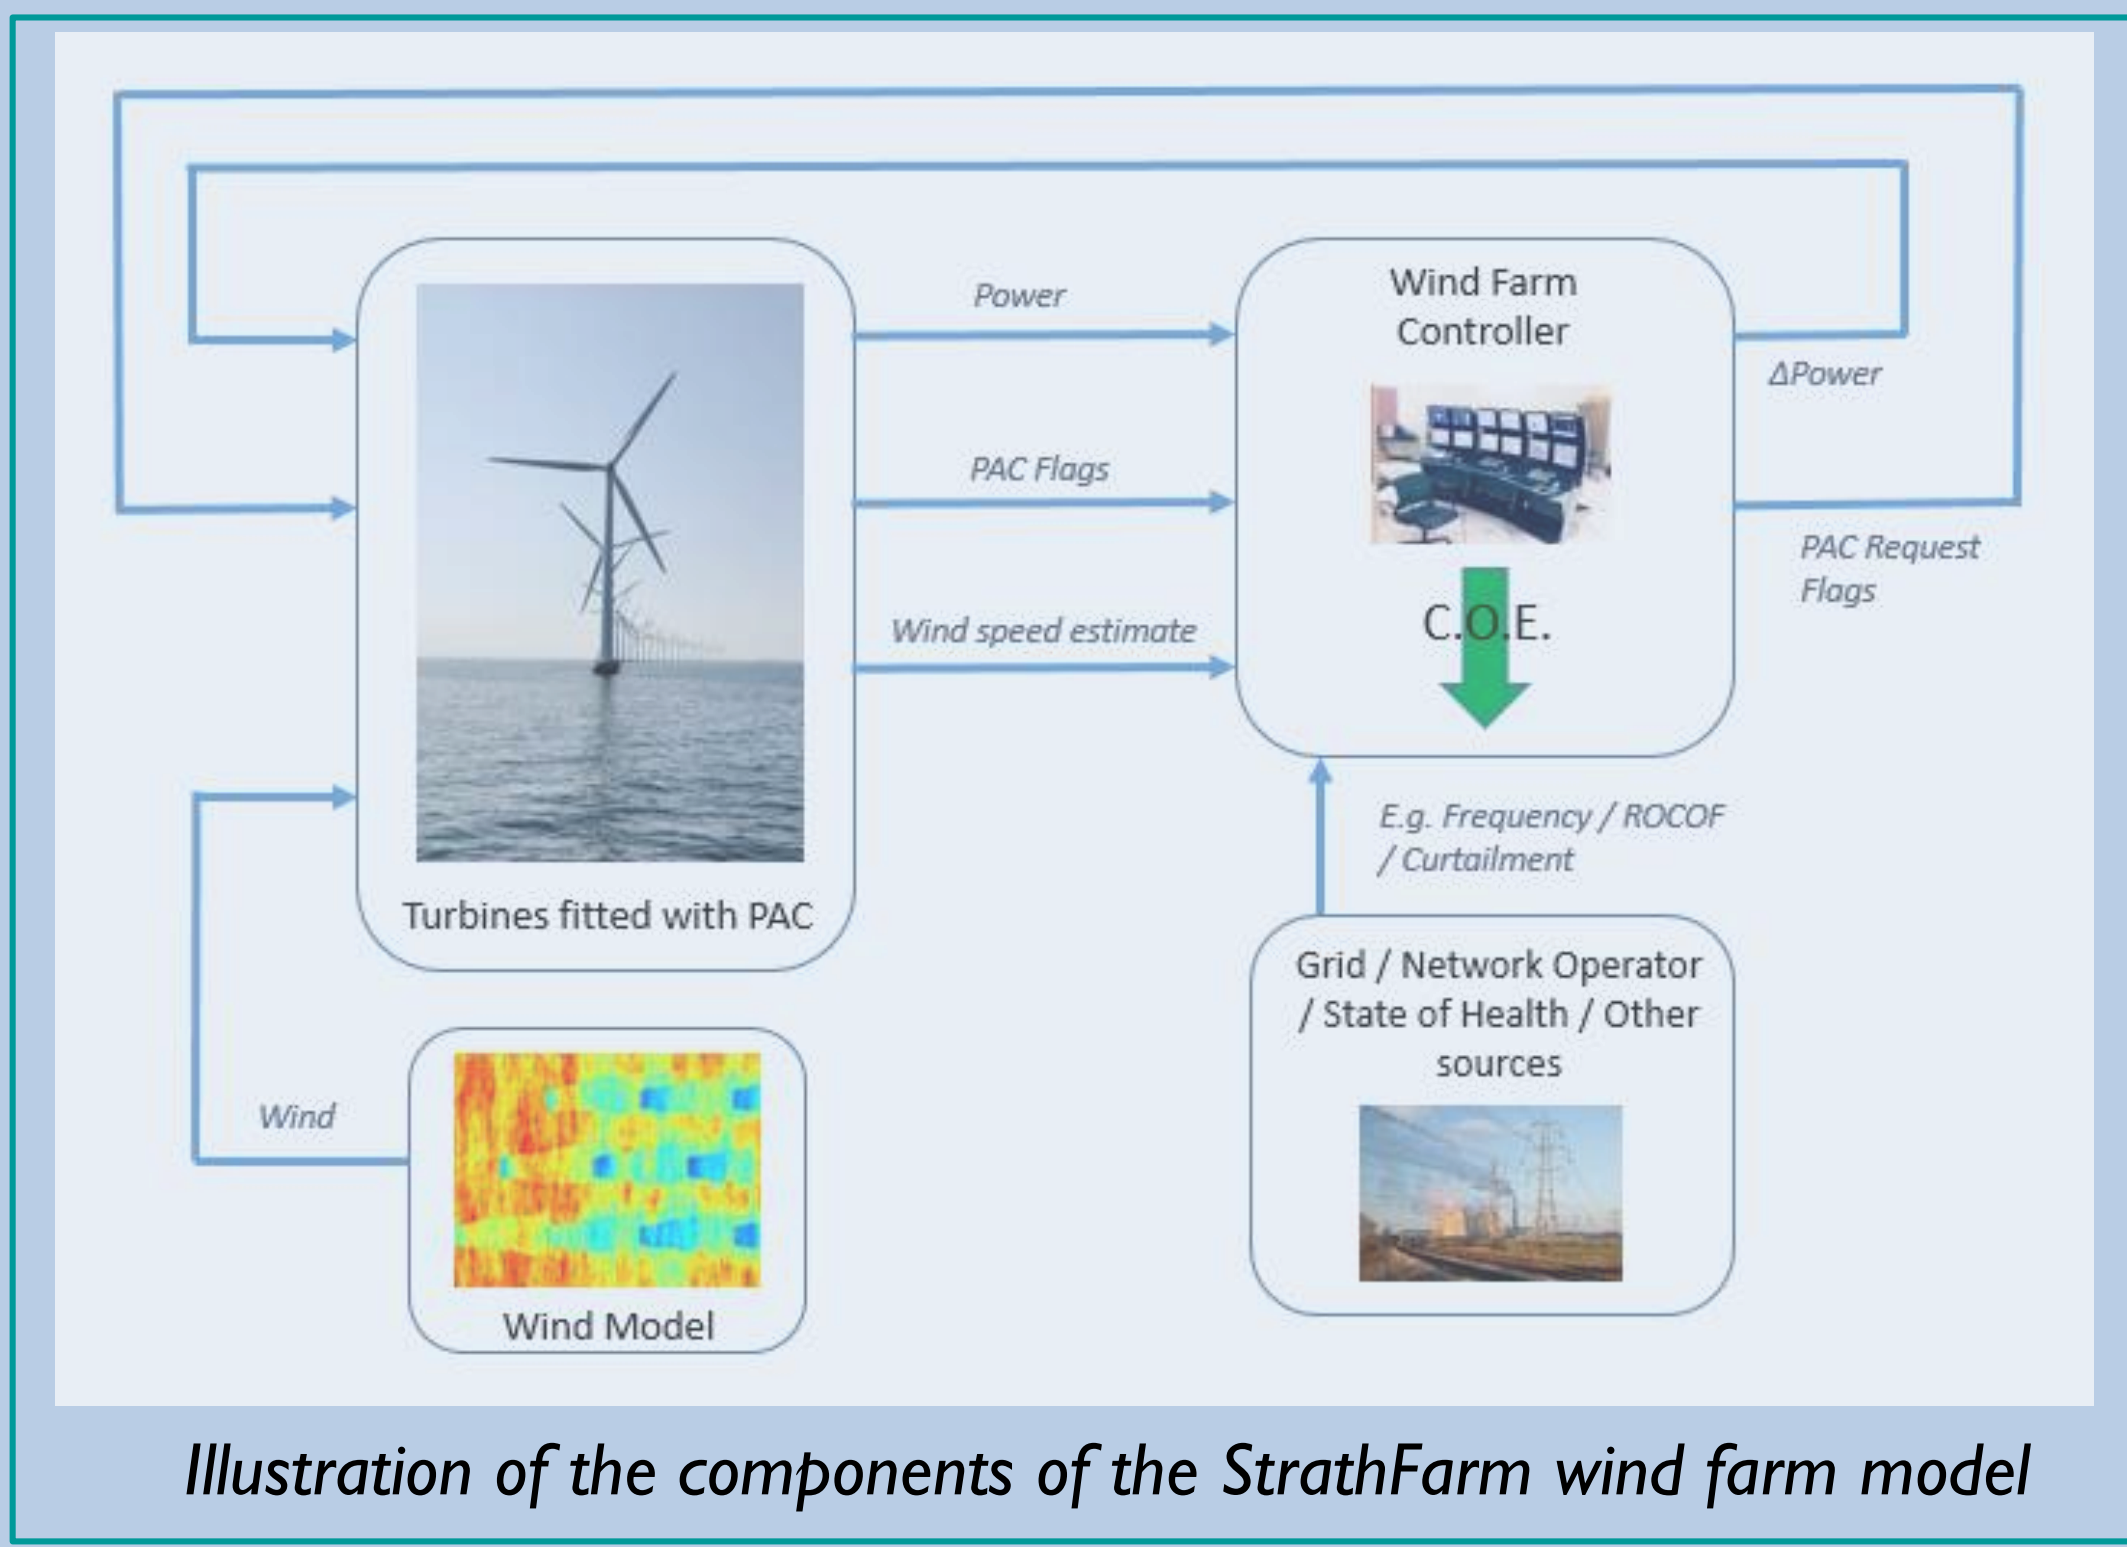 Power
Wind Farm
Controller
ΔPower
PAC Flags
PAC Request
Flags
Wind speed estimate
C.O.E.
E.g. Frequency / ROCOF
/ Curtailment
Turbines fitted with PAC
Grid / Network Operator
/ State of Health / Other
sources
Wind
Wind Model
Illustration of the components of the StrathFarm wind farm model